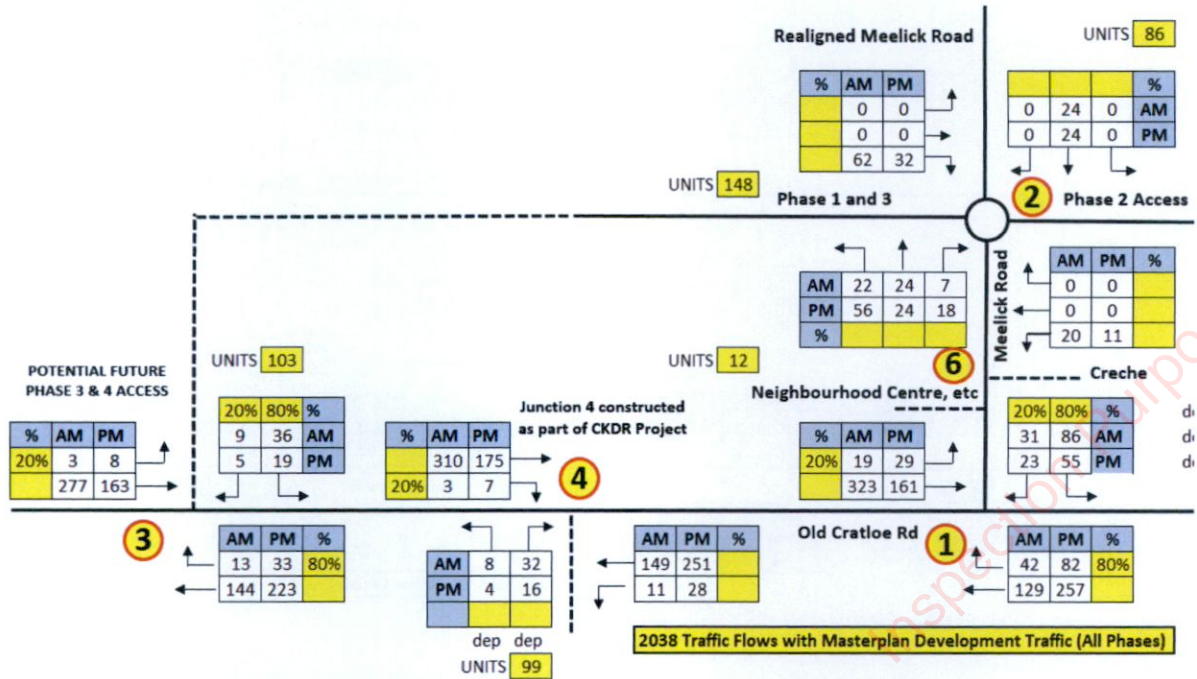 Realigned Meelick Road
UNITS 86
% AM PM
0 0
0 0
62 32
%
0 24 0 AM
0 24 0 PM
UNITS 148
Phase 1 and 3
2
Phase 2 Access
AM 22 24 7
PM 56 24 18
%
6
Meelick Road
AM PM %
0 0
0 0
20 11
POTENTIAL FUTURE
PHASE 3 & 4 ACCESS
UNITS 103
UNITS 12
Neighbourhood Centre, etc
Creche
% AM PM
20% 3 8
277 163
20% 80% %
9 36 AM
5 19 PM
Junction 4 constructed
as part of CKDR Project
% AM PM
310 175
20% 3 7
4
% AM PM
20% 19 29
323 161
20% 80% %
31 86 AM
23 55 PM
3
AM PM %
13 33 80%
144 223
AM 8 32
PM 4 16
dep dep
UNITS 99
AM PM %
149 251
11 28
Old Cratloe Rd
1
AM PM %
42 82 80%
129 257
2038 Traffic Flows with Masterplan Development Traffic (All Phases)
Inspection Purpo